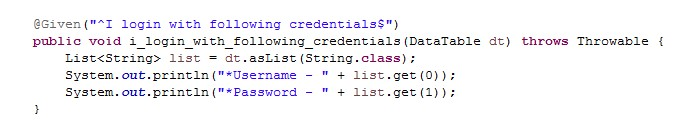 @Given("^I login with following credentials$")
public void i_login_with_following_credentials(DataTable dt) throws Throwable {
List<String> list = dt.asList(String.class);
System.out.println("*Username - " + list.get(0));
System.out.println("*Password - " + list.get(1));
}